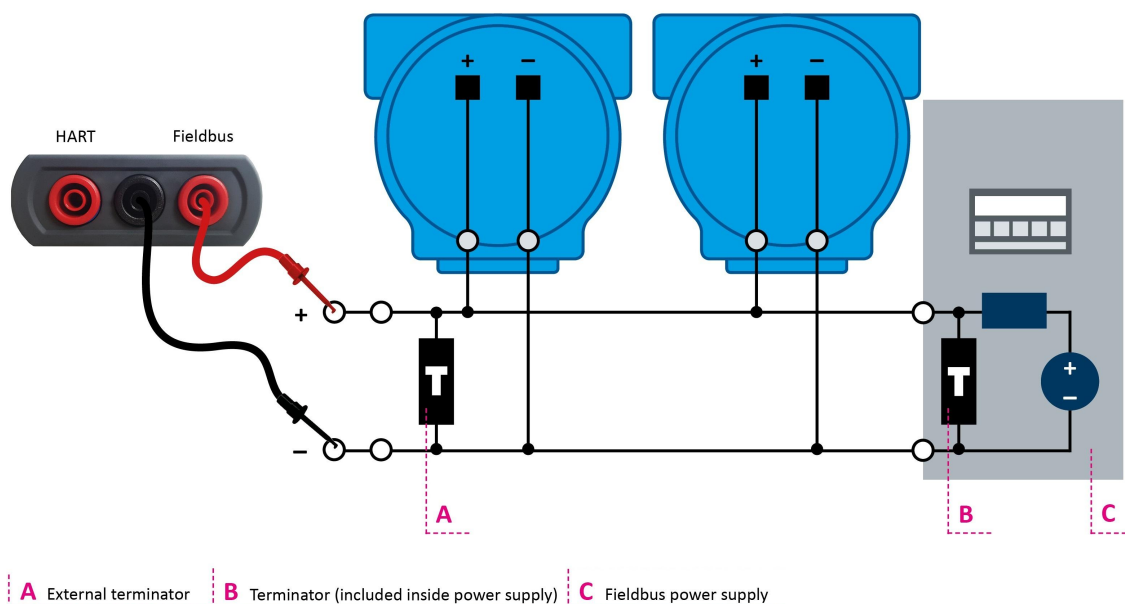 + − + −
HART Fieldbus
+
T T + −
−
A B C
A External terminator B Terminator (included inside power supply) C Fieldbus power supply